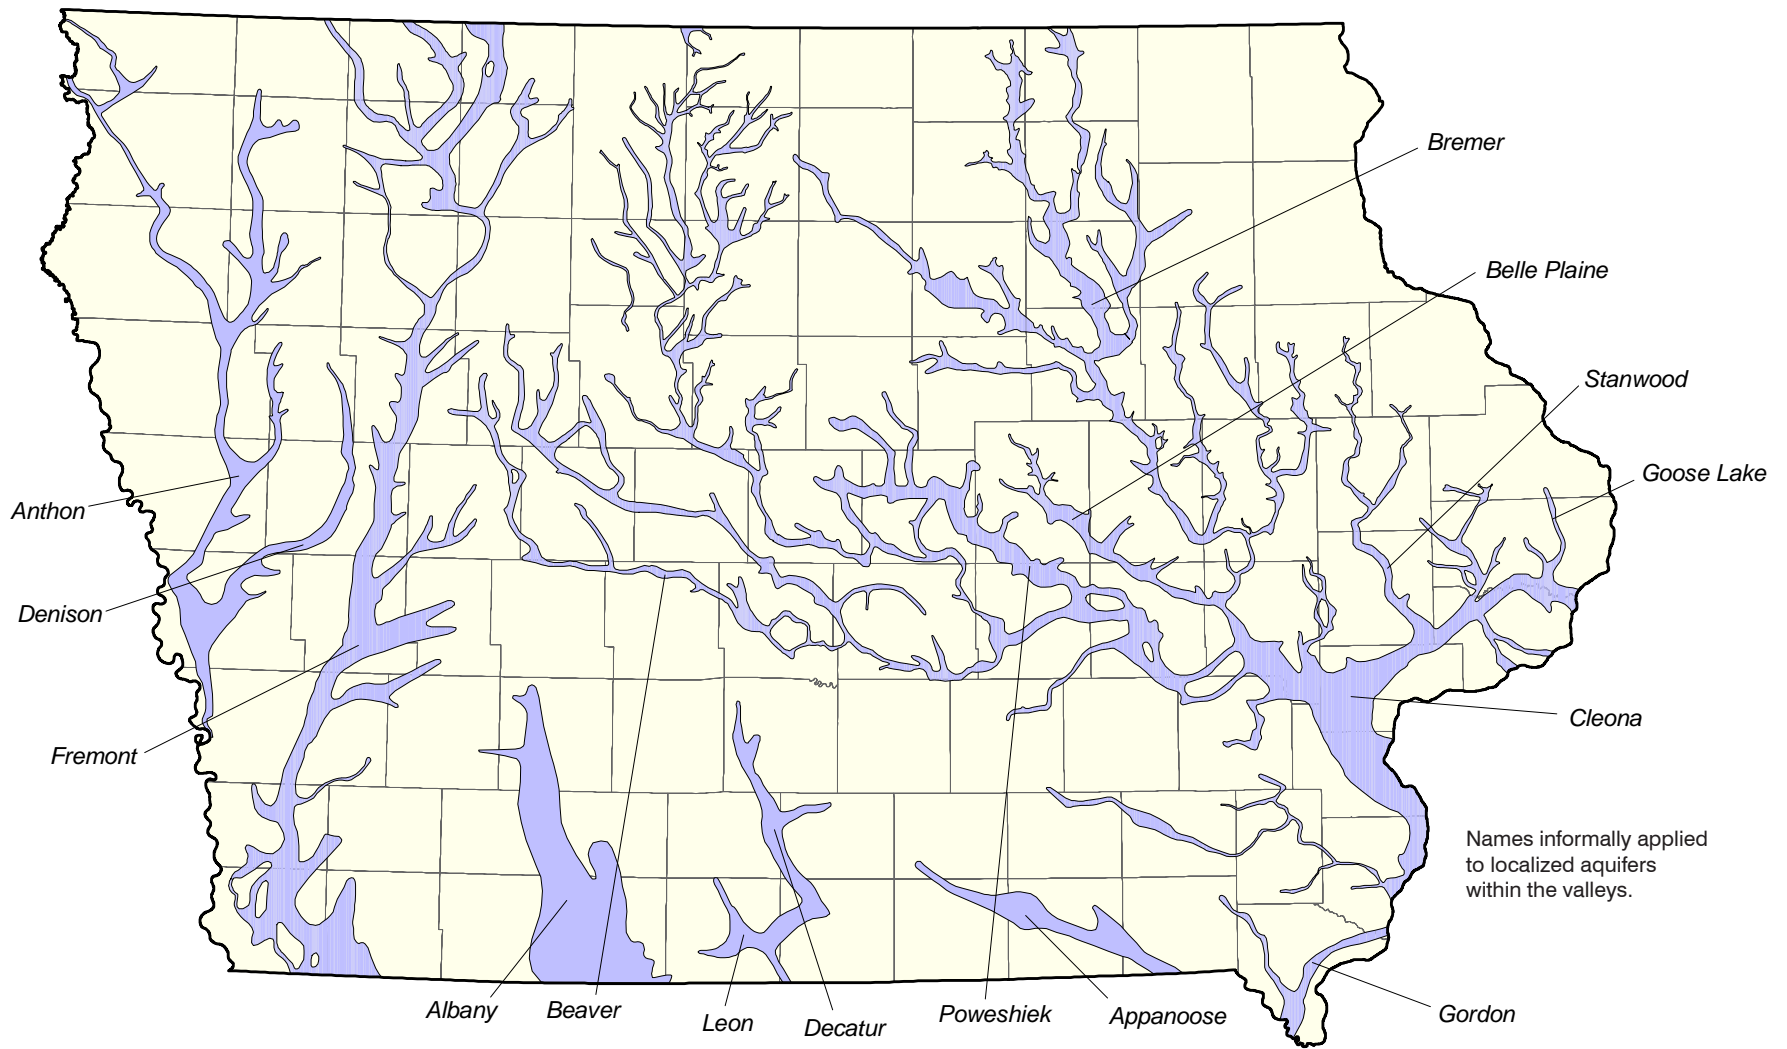 Bremer
Belle Plaine
Stanwood
Goose Lake
Anthon
Denison
Cleona
Fremont
Names informally applied
to localized aquifers
within the valleys.
Albany
Beaver
Leon
Decatur
Poweshiek
Appanoose
Gordon